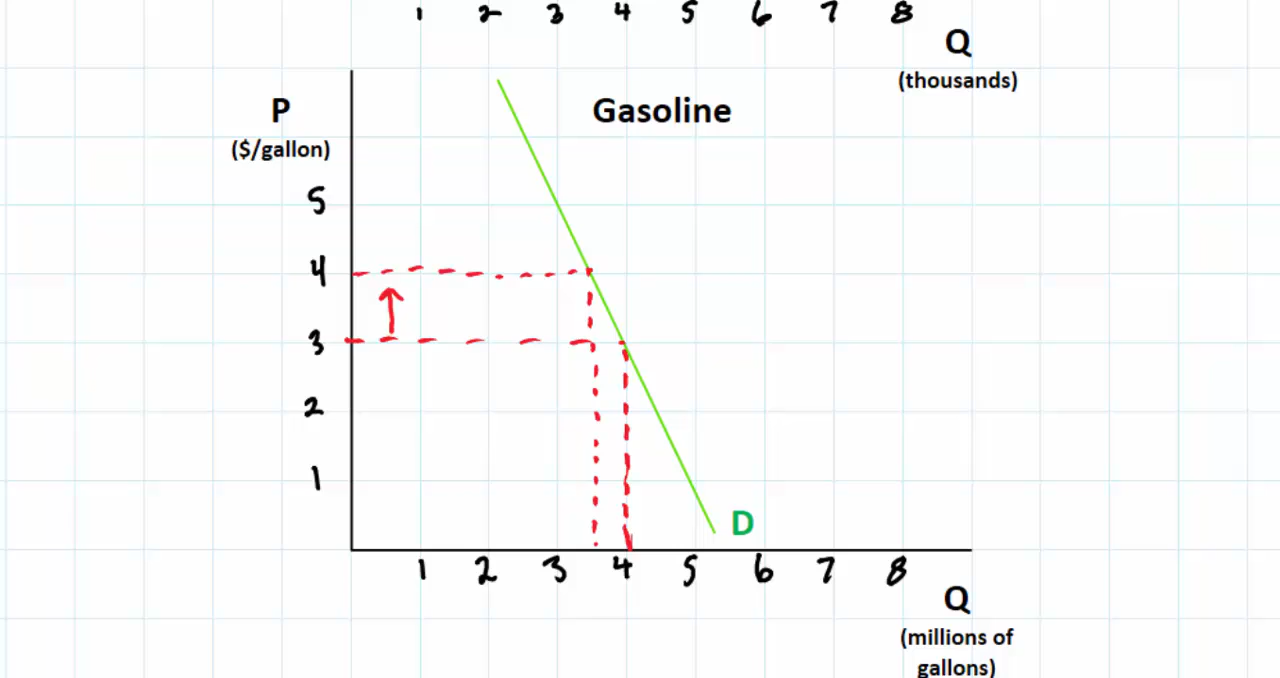 1 2 3 4 5 6 7 8
Q
(thousands)
P
($/gallon)
Gasoline
5
4
3
2
1
D
1 2 3 4 5 6 7 8
Q
(millions of
gallons)